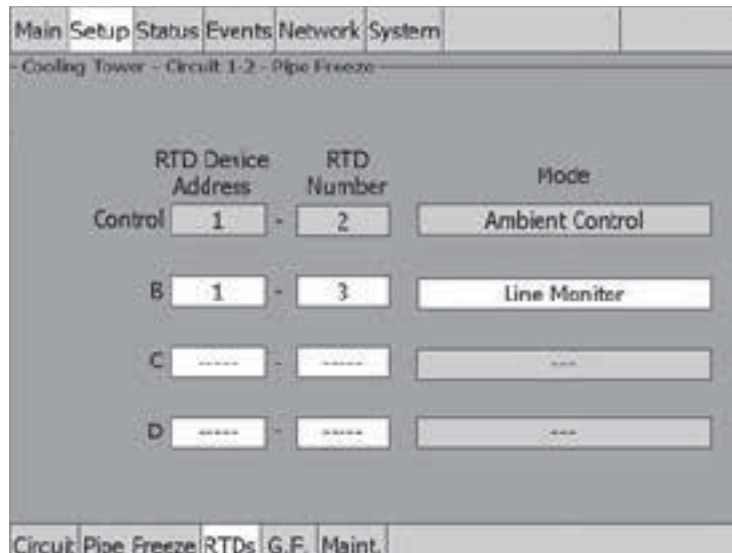 Main Setup Status Events Network System
Cooling Tower - Circuit 1-2 - Pipe Freeze
RTD Device Address RTD Number Mode
Control 1 - 2 Ambient Control
B 1 - 3 Line Monitor
C ----- - ----- ---
D ----- - ----- ---
Circuit Pipe Freeze RTDs G.F. Maint.